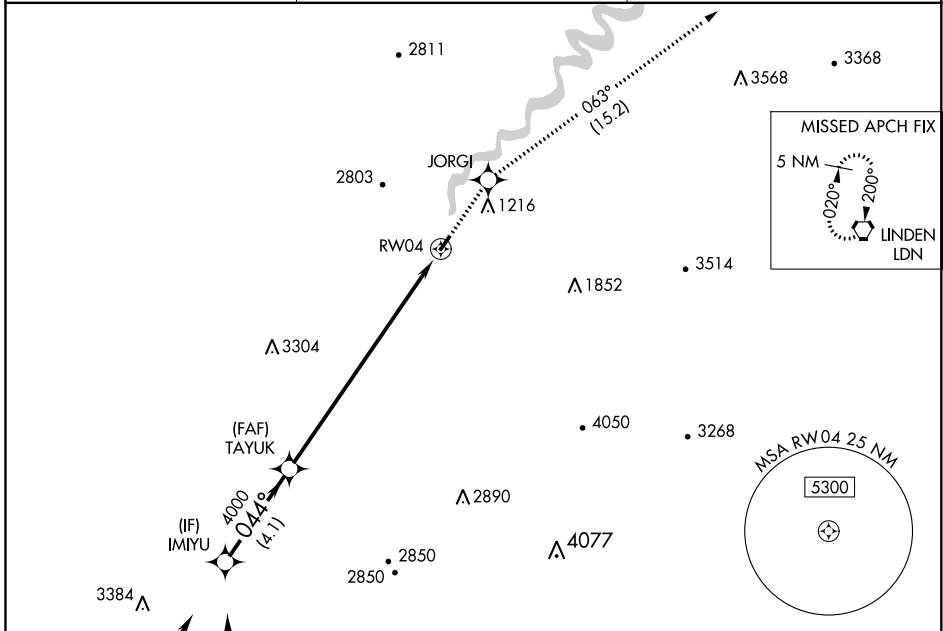 2811
3368
3568
063°
(15.2)
MISSED APCH FIX
5 NM
020°
200°
LINDEN
LDN
JORGI
2803
1216
RW04
3514
1852
3304
(FAF)
TAYUK
4050
3268
MSA RW04 25 NM
5300
4000
044°
(4.1)
2890
(IF)
IMIYU
4077
2850
2850
3384